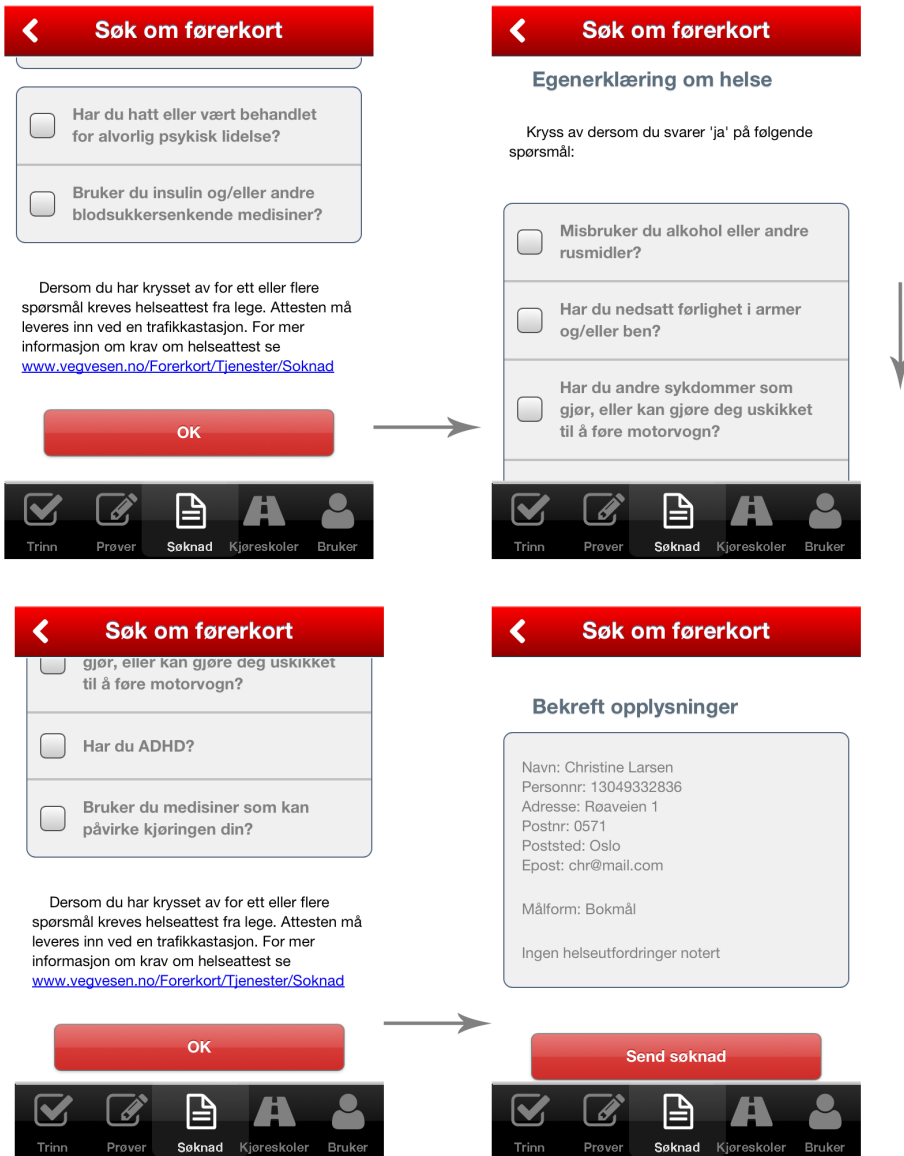 Søk om førerkort
Har du hatt eller vært behandlet
for alvorlig psykisk lidelse?
Bruker du insulin og/eller andre
blodsukkersenkende medisiner?
Dersom du har krysset av for ett eller flere
spørsmål kreves helseattest fra lege. Attesten må
leveres inn ved en trafikkastasjon. For mer
informasjon om krav om helseattest se
www.vegvesen.no/Forerkort/Tjenester/Soknad
OK
Trinn Prøver Søknad Kjøreskoler Bruker
Søk om førerkort
Egenerklæring om helse
Kryss av dersom du svarer 'ja' på følgende
spørsmål:
Misbruker du alkohol eller andre
rusmidler?
Har du nedsatt førlighet i armer
og/eller ben?
Har du andre sykdommer som
gjør, eller kan gjøre deg uskikket
til å føre motorvogn?
Trinn Prøver Søknad Kjøreskoler Bruker
Søk om førerkort
gjør, eller kan gjøre deg uskikket
til å føre motorvogn?
Har du ADHD?
Bruker du medisiner som kan
påvirke kjøringen din?
Dersom du har krysset av for ett eller flere
spørsmål kreves helseattest fra lege. Attesten må
leveres inn ved en trafikkastasjon. For mer
informasjon om krav om helseattest se
www.vegvesen.no/Forerkort/Tjenester/Soknad
OK
Trinn Prøver Søknad Kjøreskoler Bruker
Søk om førerkort
Bekreft opplysninger
Navn: Christine Larsen
Personnr: 13049332836
Adresse: Røaveien 1
Postnr: 0571
Poststed: Oslo
Epost: chr@mail.com
Målform: Bokmål
Ingen helseutfordringer notert
Send søknad
Trinn Prøver Søknad Kjøreskoler Bruker